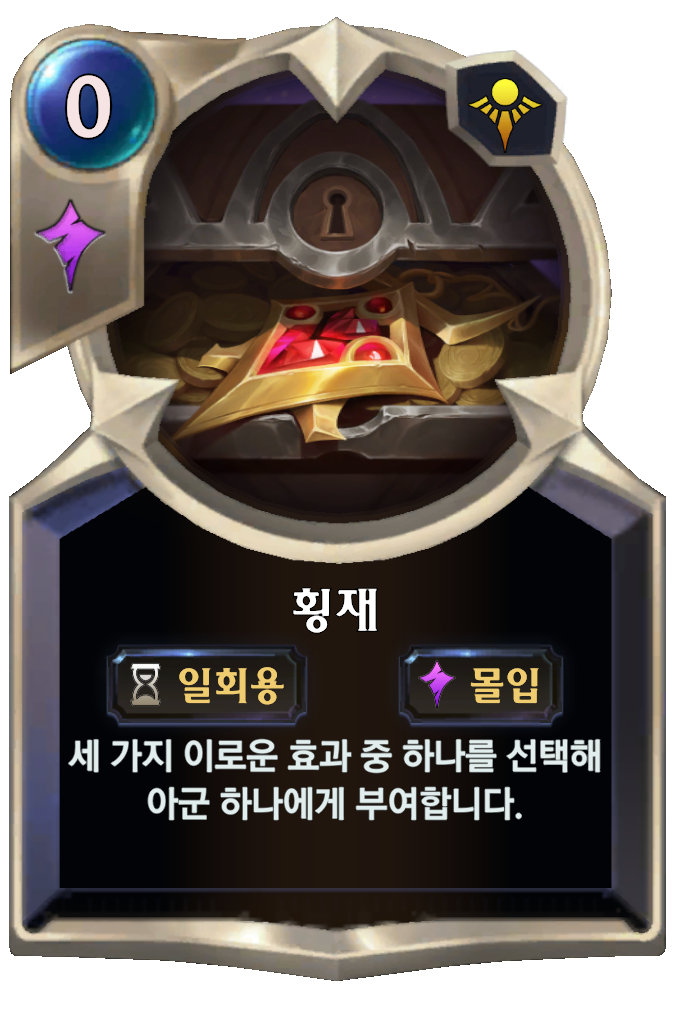 0
횡재
일회용 몰입
세 가지 이로운 효과 중 하나를 선택해
아군 하나에게 부여합니다.